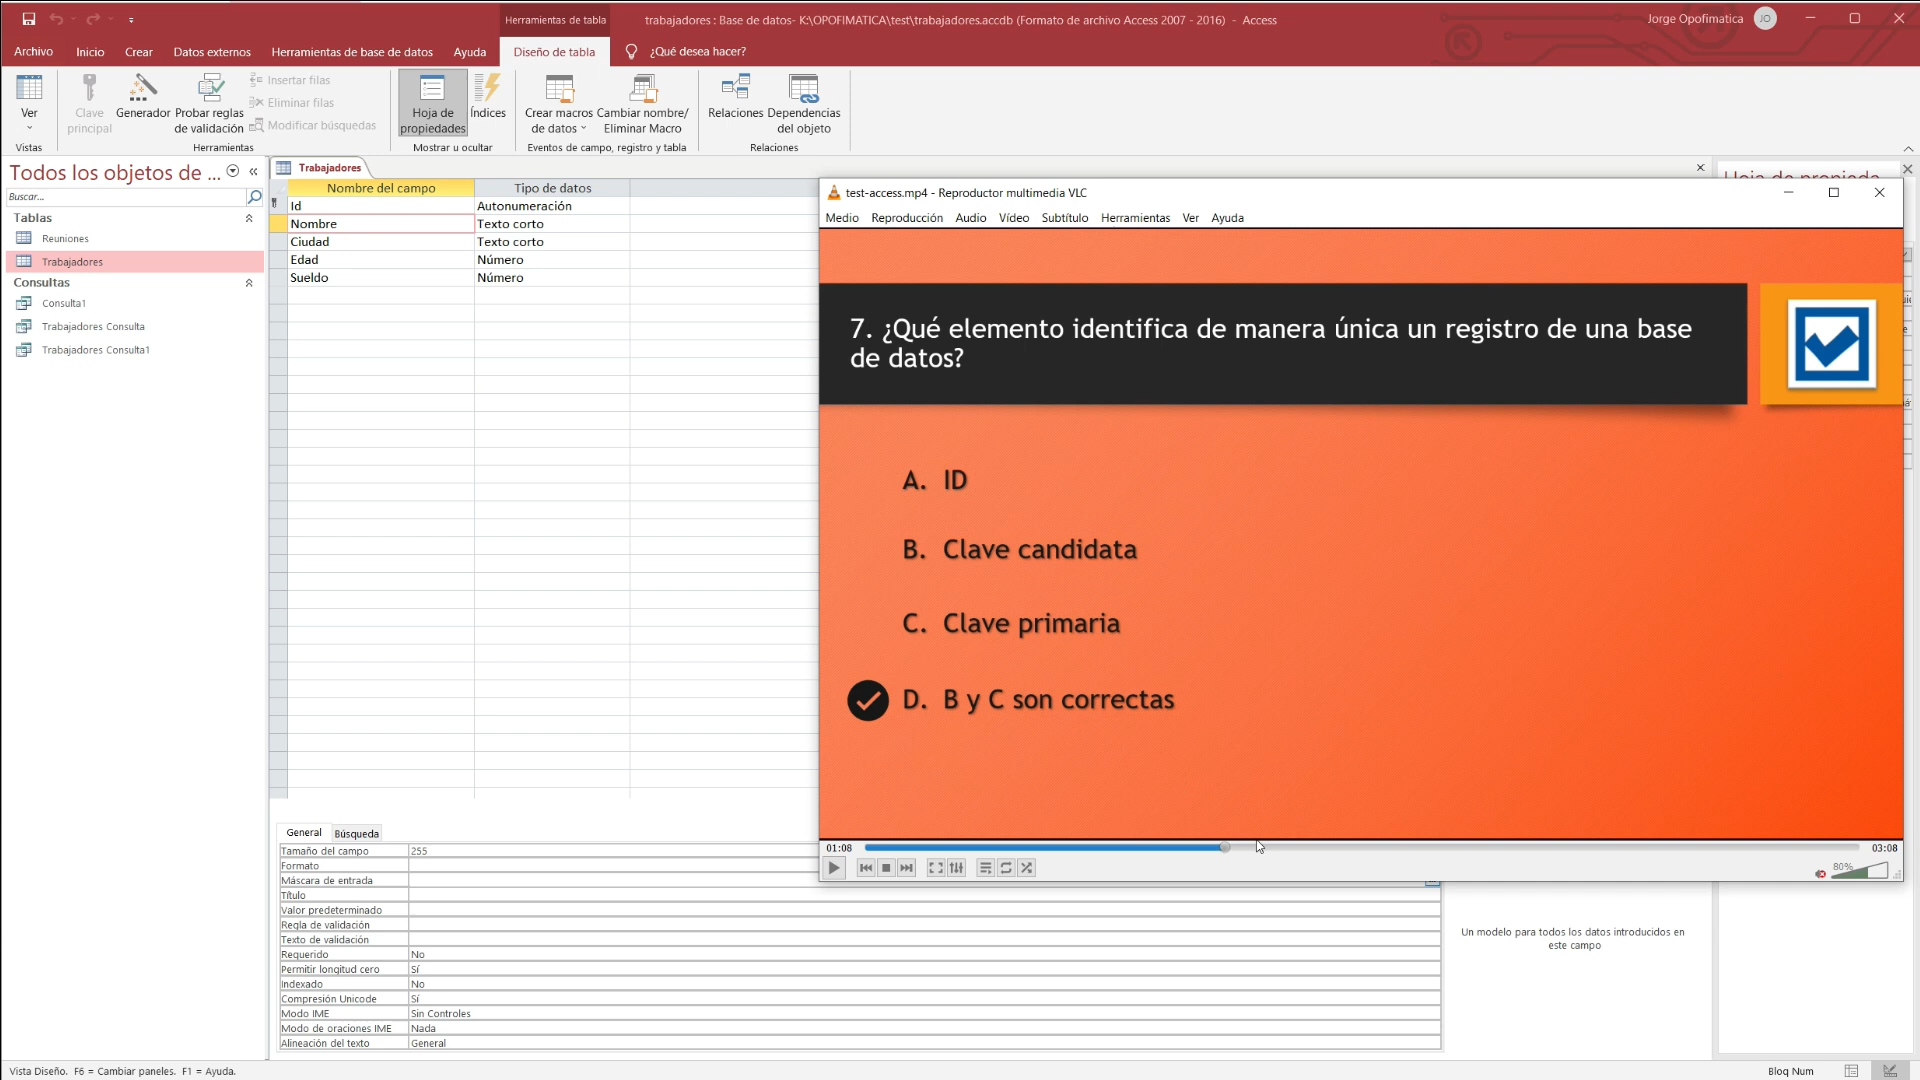 Herramientas de tabla
trabajadores : Base de datos- K:\OPOFIMATICA\test\trabajadores.accdb (Formato de archivo Access 2007 - 2016) - Access
Jorge Opofimatica
JO
Archivo
Inicio
Crear
Datos externos
Herramientas de base de datos
Ayuda
Diseño de tabla
¿Qué desea hacer?
Ver
Clave
principal
Generador
Probar reglas
de validación
Insertar filas
Eliminar filas
Modificar búsquedas
Hoja de
propiedades
Índices
Crear macros
de datos
Cambiar nombre/
Eliminar Macro
Relaciones
Dependencias
del objeto
Vistas
Herramientas
Mostrar u ocultar
Eventos de campo, registro y tabla
Relaciones
Todos los objetos de ...
Buscar...
Tablas
Reuniones
Trabajadores
Consultas
Consulta1
Trabajadores Consulta
Trabajadores Consulta1
Trabajadores
Nombre del campo
Tipo de datos
Id
Autonumeración
Nombre
Texto corto
Ciudad
Texto corto
Edad
Número
Sueldo
Número
test-access.mp4 - Reproductor multimedia VLC
Medio
Reproducción
Audio
Vídeo
Subtítulo
Herramientas
Ver
Ayuda
7. ¿Qué elemento identifica de manera única un registro de una base
de datos?
A. ID
B. Clave candidata
C. Clave primaria
D. B y C son correctas
01:08
03:08
80%
General
Búsqueda
Tamaño del campo
255
Formato
Máscara de entrada
Título
Valor predeterminado
Regla de validación
Texto de validación
Requerido
No
Permitir longitud cero
Sí
Indexado
No
Compresión Unicode
Sí
Modo IME
Sin Controles
Modo de oraciones IME
Nada
Alineación del texto
General
Un modelo para todos los datos introducidos en
este campo
Vista Diseño. F6 = Cambiar paneles. F1 = Ayuda.
Bloq Num